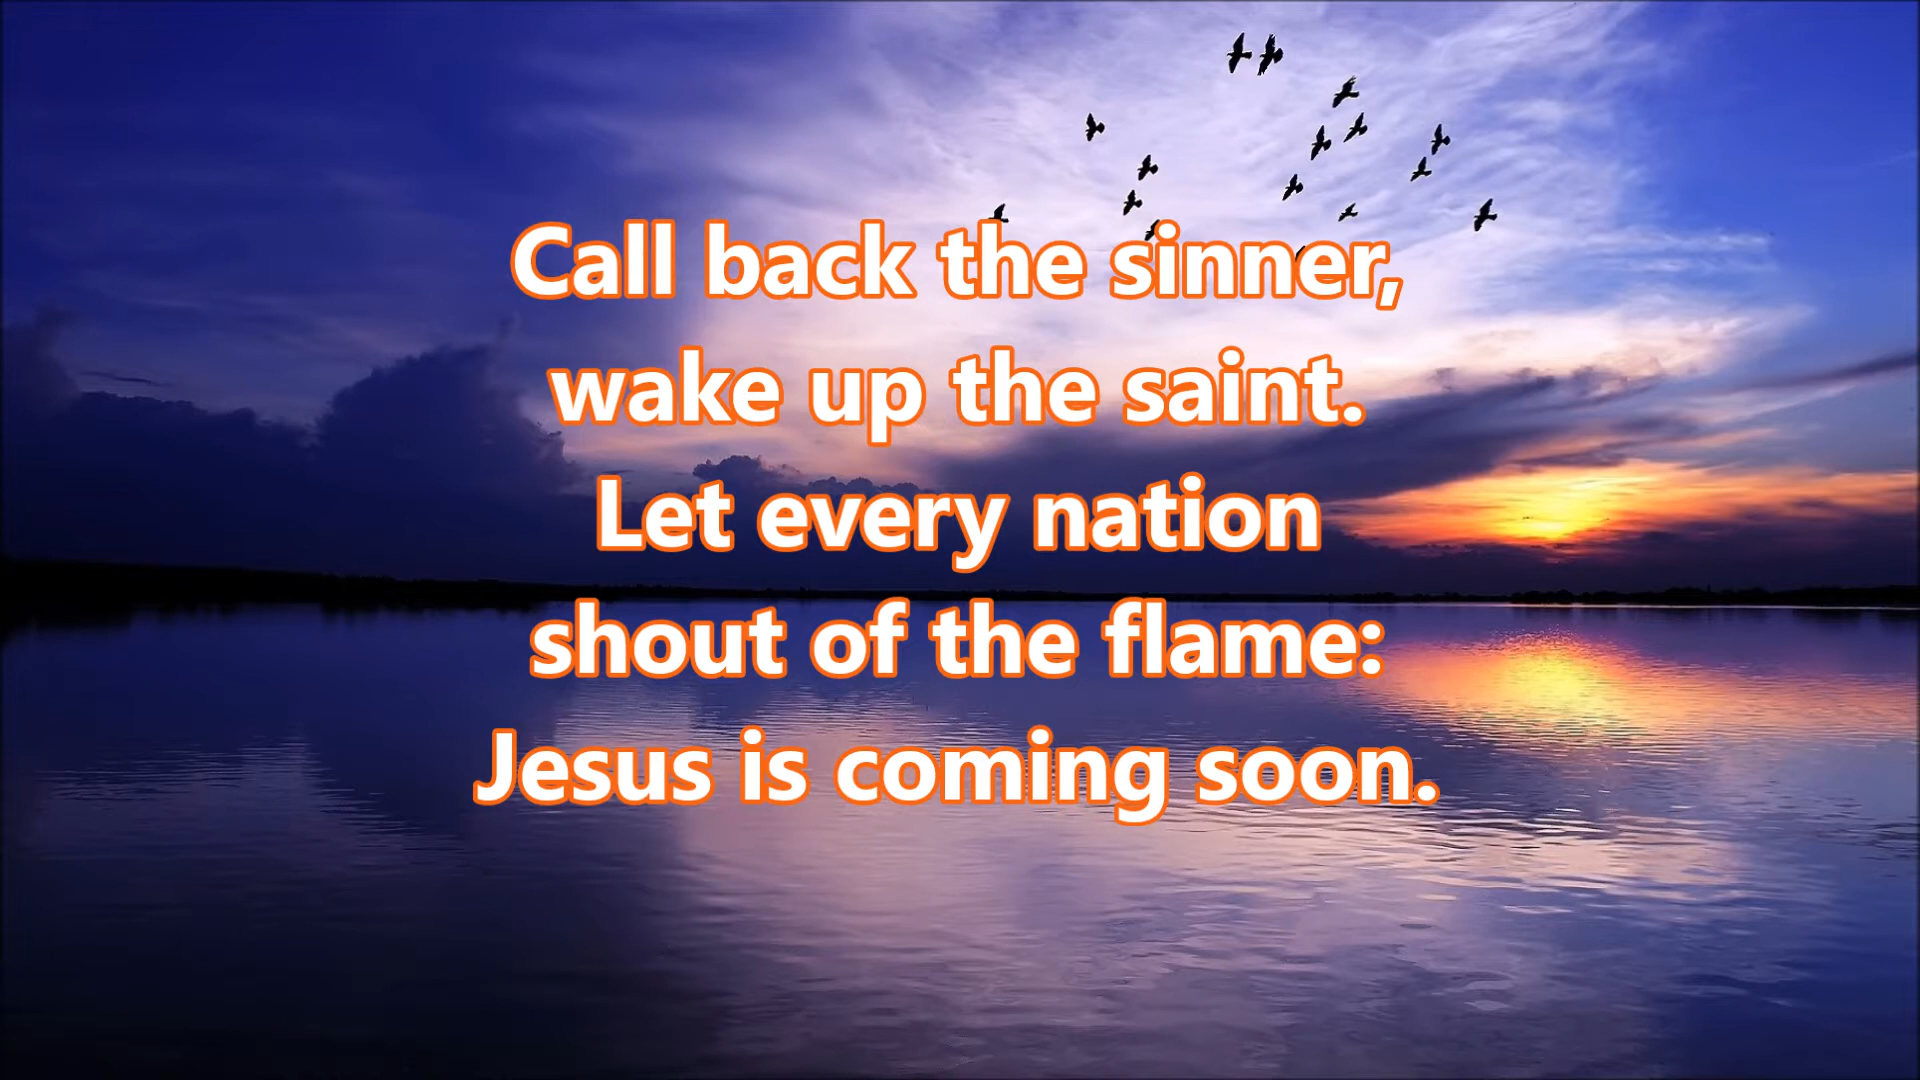 Call back the sinner,
wake up the saint.
Let every nation
shout of the flame:
Jesus is coming soon.